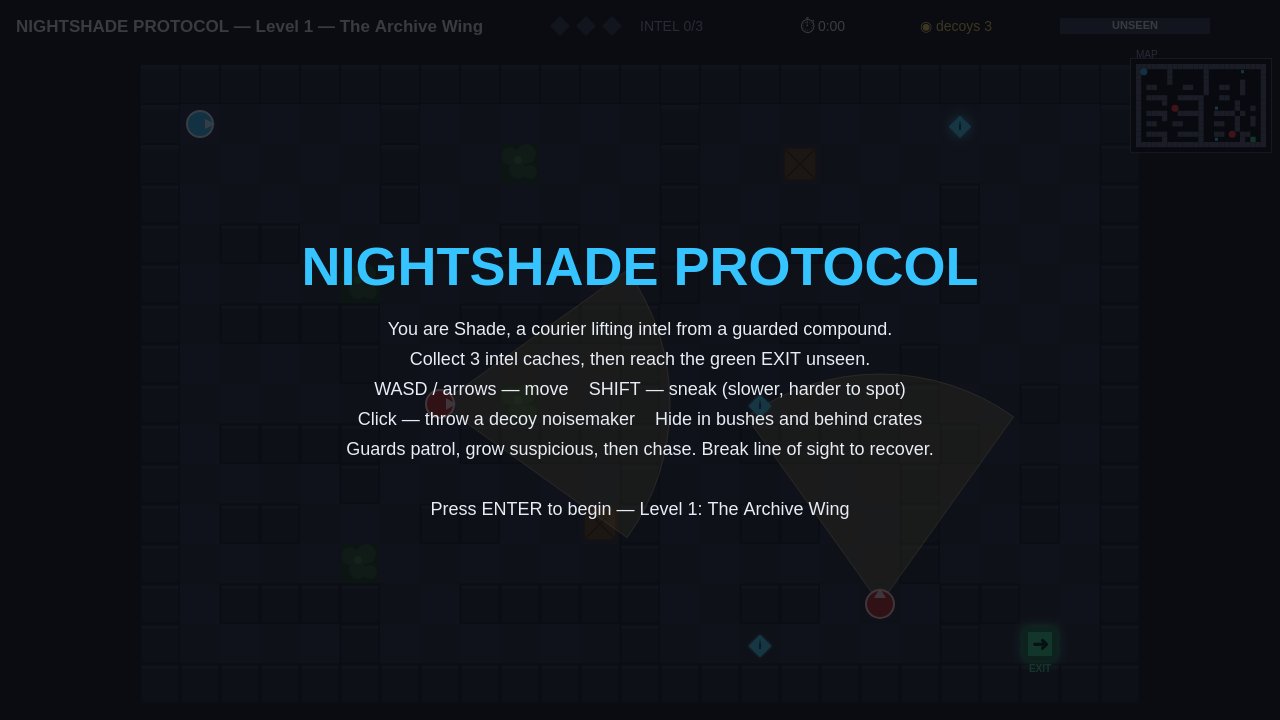 NIGHTSHADE PROTOCOL — Level 1 — The Archive Wing
INTEL 0/3
0:00
decoys 3
UNSEEN
MAP
i
NIGHTSHADE PROTOCOL
You are Shade, a courier lifting intel from a guarded compound.
Collect 3 intel caches, then reach the green EXIT unseen.
WASD / arrows — move    SHIFT — sneak (slower, harder to spot)
i
Click — throw a decoy noisemaker    Hide in bushes and behind crates
Guards patrol, grow suspicious, then chase. Break line of sight to recover.
Press ENTER to begin — Level 1: The Archive Wing
i
EXIT